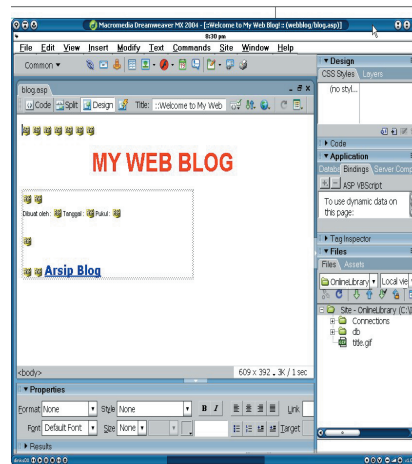 Macromedia Dreamweaver MX 2004 - [::Welcome to My Web Blog! :: (webblog/blog.asp)]
8:30 pm
File Edit View Insert Modify Text Commands Site Window Help
Common
Design
CSS Styles Layers
(no styl...
blog.asp
Code Split Design Title: ::Welcome to My Web
MY WEB BLOG
Dibuat oleh : Tanggal : Pukul :
Arsip Blog
Code
Application
Bindings Server Comp
ASP VBScript
To use dynamic data on
this page:
Tag Inspector
Files
Files Assets
OnlineLibrary Local vie
Site - OnlineLibrary (C:\
Connections
db
title.gif
<body> 609 x 392 3K / 1 sec
Properties
Format None Style None B I Link
Font Default Font Size None Target
Results